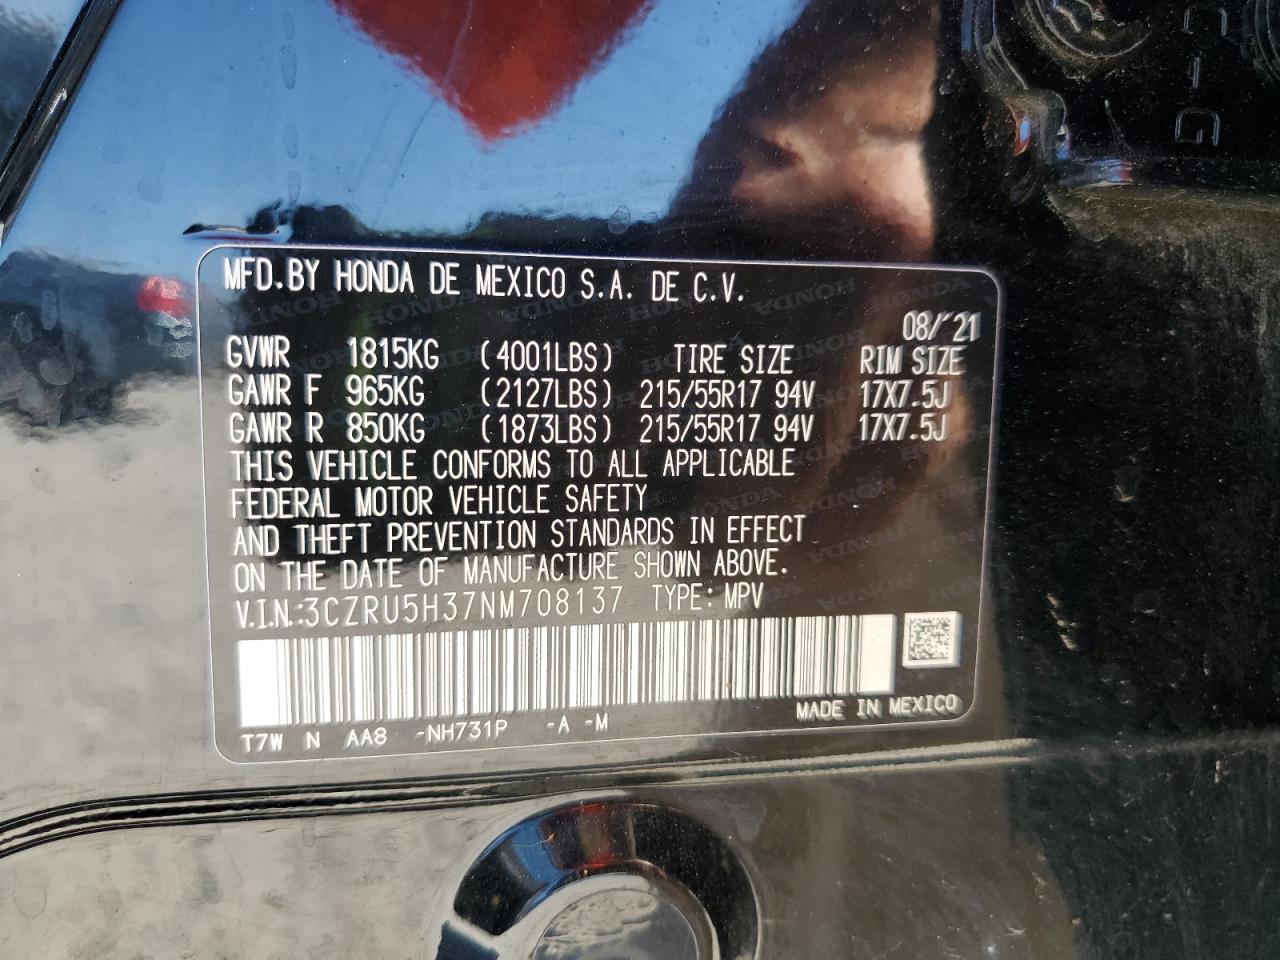 MFD.BY HONDA DE MEXICO S.A. DE C.V.
08/'21
GVWR 1815KG (4001LBS) TIRE SIZE RIM SIZE
GAWR F 965KG (2127LBS) 215/55R17 94V 17X7.5J
GAWR R 850KG (1873LBS) 215/55R17 94V 17X7.5J
THIS VEHICLE CONFORMS TO ALL APPLICABLE
FEDERAL MOTOR VEHICLE SAFETY
AND THEFT PREVENTION STANDARDS IN EFFECT
ON THE DATE OF MANUFACTURE SHOWN ABOVE.
V.I.N.:3CZRU5H37NM708137 TYPE: MPV
MADE IN MEXICO
T7W N AA8 -NH731P -A -M